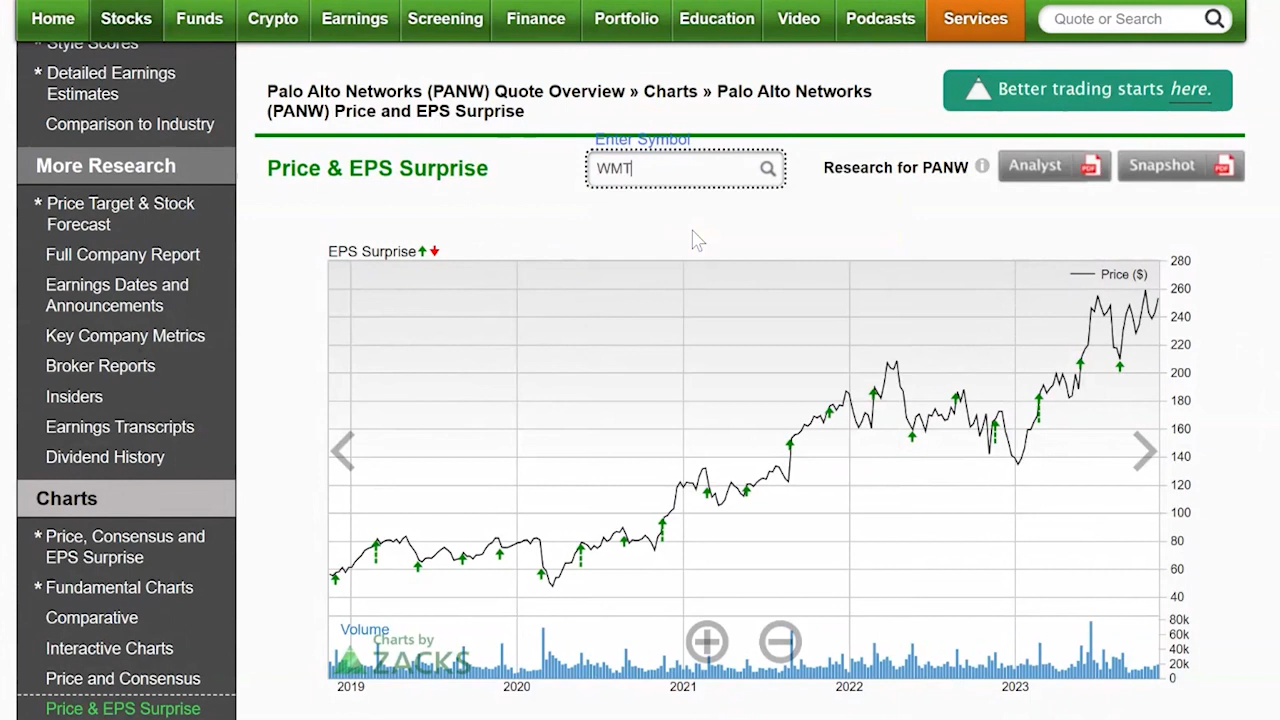 Home Stocks Funds Crypto Earnings Screening Finance Portfolio Education Video Podcasts Services Quote or Search
Style Scores
* Detailed Earnings
Estimates
Comparison to Industry
More Research
* Price Target & Stock
Forecast
Full Company Report
Earnings Dates and
Announcements
Key Company Metrics
Broker Reports
Insiders
Earnings Transcripts
Dividend History
Charts
* Price, Consensus and
EPS Surprise
* Fundamental Charts
Comparative
Interactive Charts
Price and Consensus
Price & EPS Surprise
Palo Alto Networks (PANW) Quote Overview » Charts » Palo Alto Networks
(PANW) Price and EPS Surprise
Better trading starts here.
Price & EPS Surprise
Enter Symbol
WMT
Research for PANW
Analyst
PDF
Snapshot
PDF
EPS Surprise
Price ($)
280
260
240
220
200
180
160
140
120
100
80
60
40
Volume
Charts by
ZACKS
80k
60k
40k
20k
0
2019 2020 2021 2022 2023